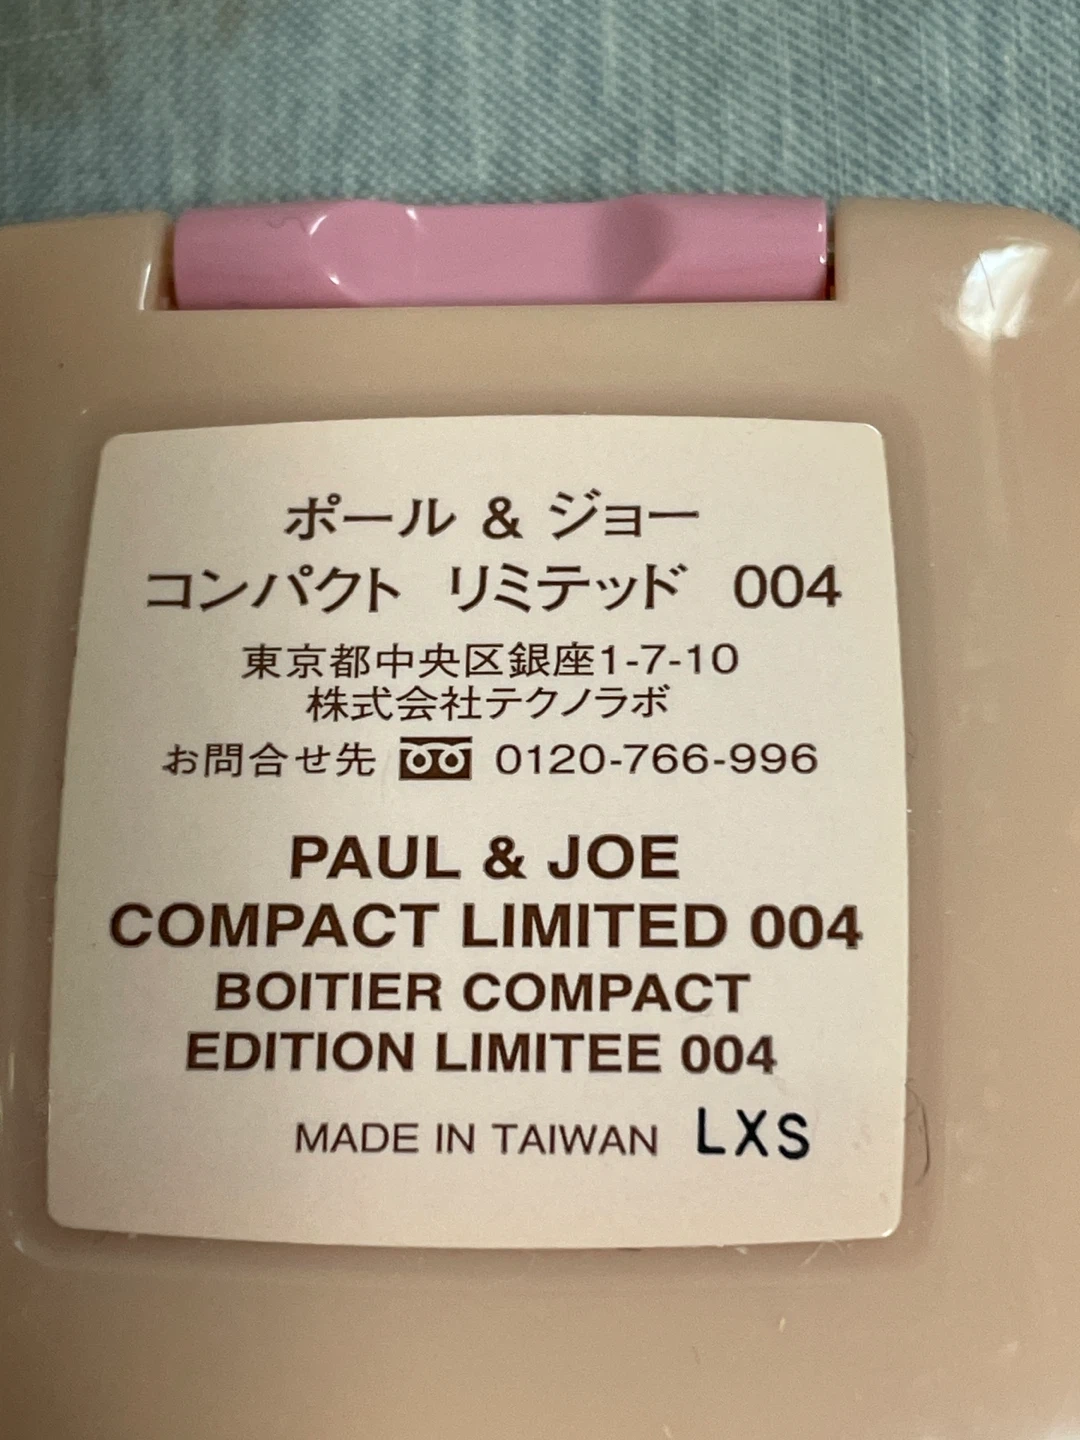 ポール & ジョー
コンパクト リミテッド 004
東京都中央区銀座1-7-10
株式会社テクノラボ
お問合せ先 0120-766-996
PAUL & JOE
COMPACT LIMITED 004
BOITIER COMPACT
EDITION LIMITEE 004
MADE IN TAIWAN LXS